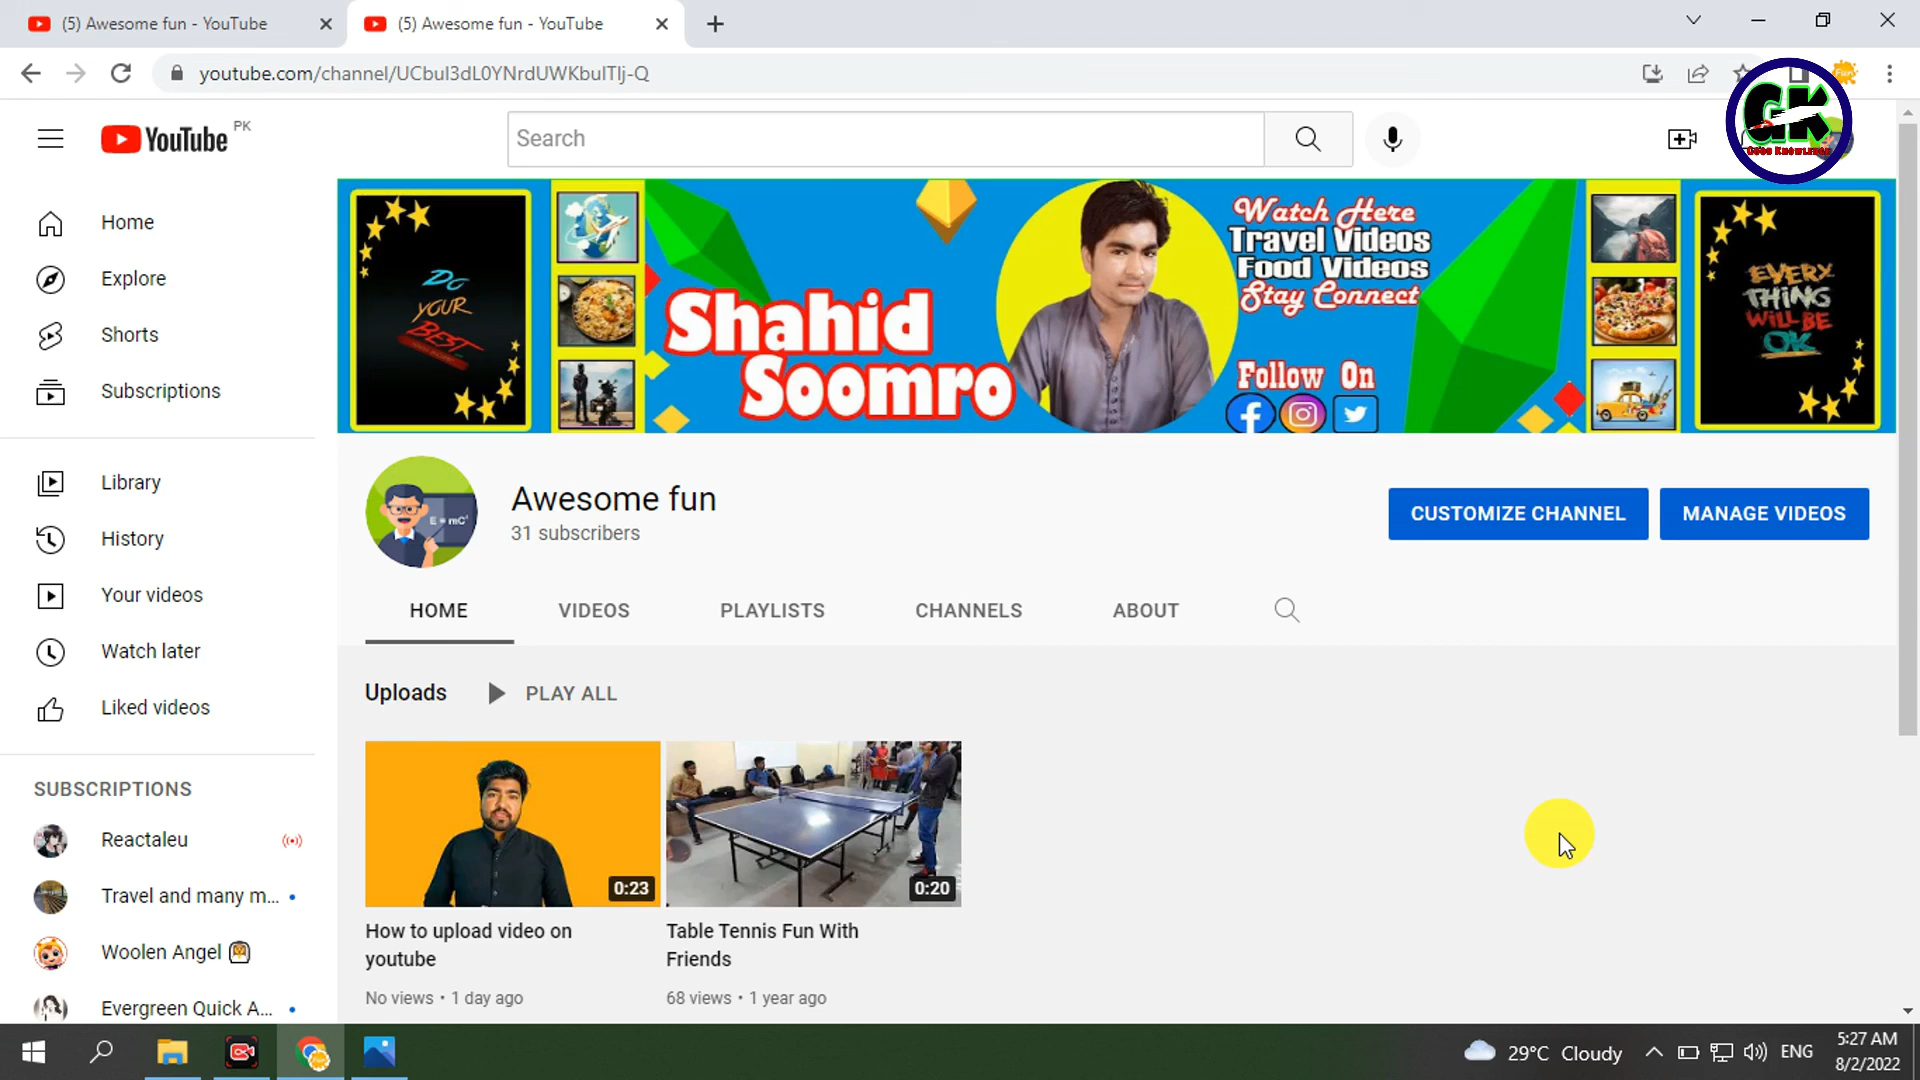 (5) Awesome fun - YouTube
(5) Awesome fun - YouTube
youtube.com/channel/UCbuI3dL0YNrdUWKbuITIj-Q
YouTube PK
Search
GK
Good Knowledge
Home
Explore
Shorts
Subscriptions
Library
History
Your videos
Watch later
Liked videos
SUBSCRIPTIONS
Reactaleu
Travel and many m...
Woolen Angel
Evergreen Quick A...
DO
YOUR
BEST
Shahid
Soomro
Watch Here
Travel Videos
Food Videos
Stay Connect
Follow On
EVERY
THING
WILL BE
OK
E = mc²
Awesome fun
31 subscribers
CUSTOMIZE CHANNEL
MANAGE VIDEOS
HOME
VIDEOS
PLAYLISTS
CHANNELS
ABOUT
Uploads
PLAY ALL
0:23
0:20
How to upload video on
youtube
No views • 1 day ago
Table Tennis Fun With
Friends
68 views • 1 year ago
29°C Cloudy
ENG
5:27 AM
8/2/2022